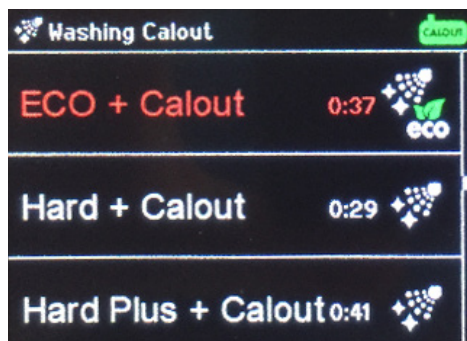 Washing Calout CALOUT
ECO + Calout 0:37
eco
Hard + Calout 0:29
Hard Plus + Calout 0:41